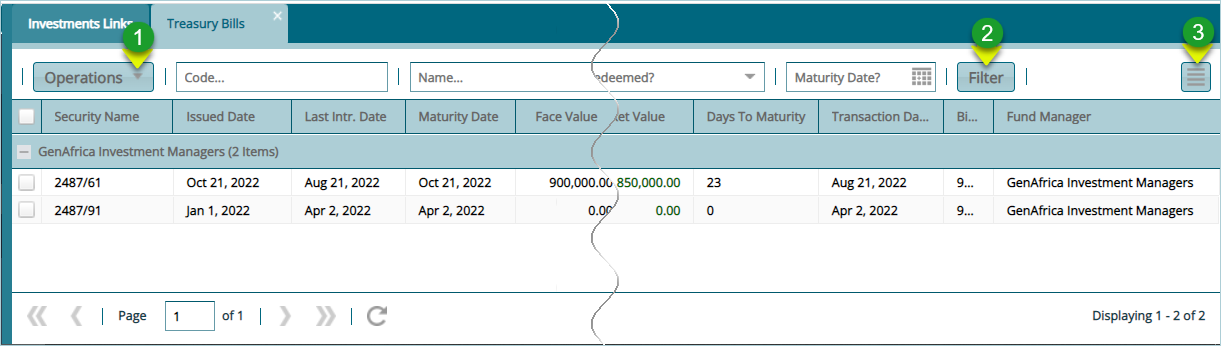 Investments Links Treasury Bills
1 2 3
Operations Code... Name... edeemed? Maturity Date? Filter
Security Name Issued Date Last Intr. Date Maturity Date Face Value et Value Days To Maturity Transaction Da... Bi... Fund Manager
GenAfrica Investment Managers (2 Items)
2487/61 Oct 21, 2022 Aug 21, 2022 Oct 21, 2022 900,000.00 850,000.00 23 Aug 21, 2022 9... GenAfrica Investment Managers
2487/91 Jan 1, 2022 Apr 2, 2022 Apr 2, 2022 0.00 0.00 0 Apr 2, 2022 9... GenAfrica Investment Managers
Page 1 of 1 Displaying 1 - 2 of 2